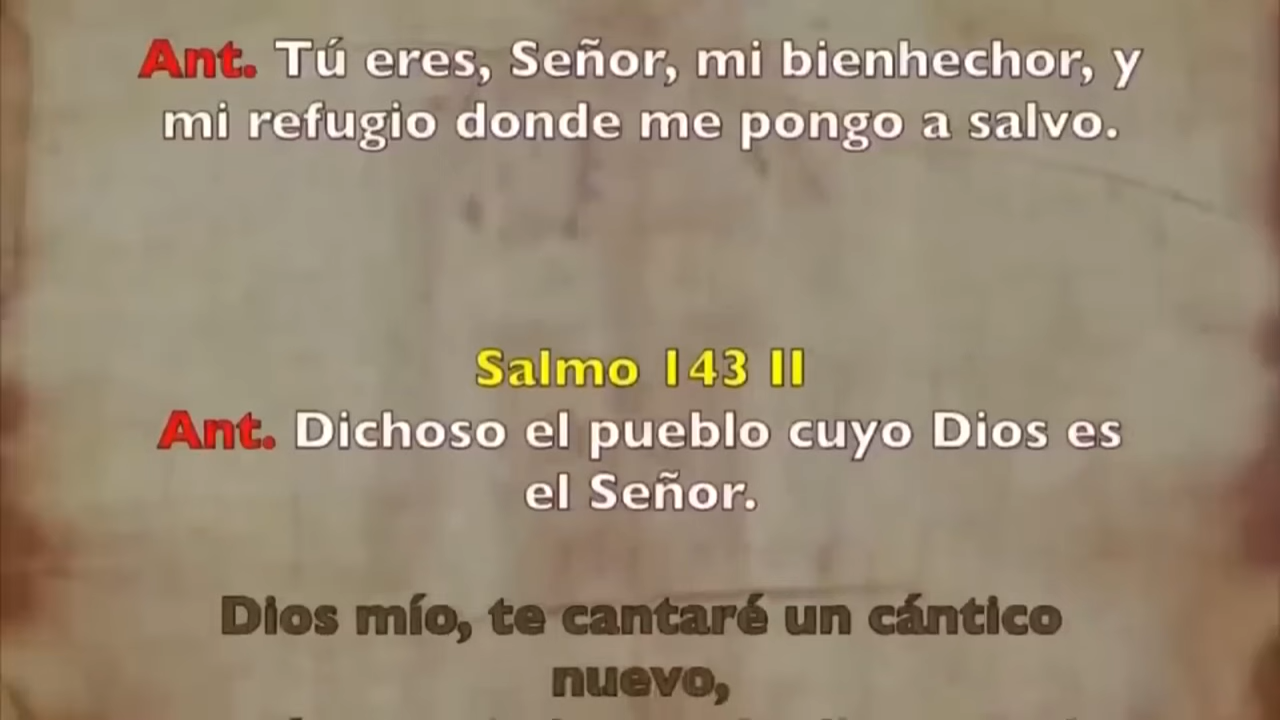 Ant. Tú eres, Señor, mi bienhechor, y
mi refugio donde me pongo a salvo.
Salmo 143 II
Ant. Dichoso el pueblo cuyo Dios es
el Señor.
Dios mío, te cantaré un cántico
nuevo,